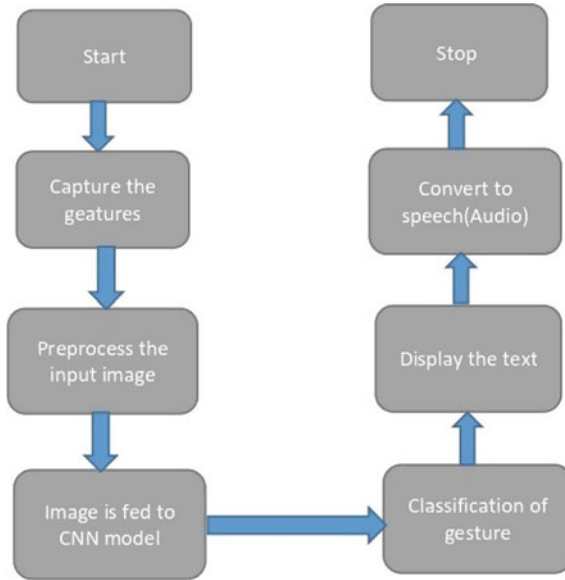 Start
Capture the
geatures
Preprocess the
input image
Image is fed to
CNN model
Classification of
gesture
Display the text
Convert to
speech(Audio)
Stop